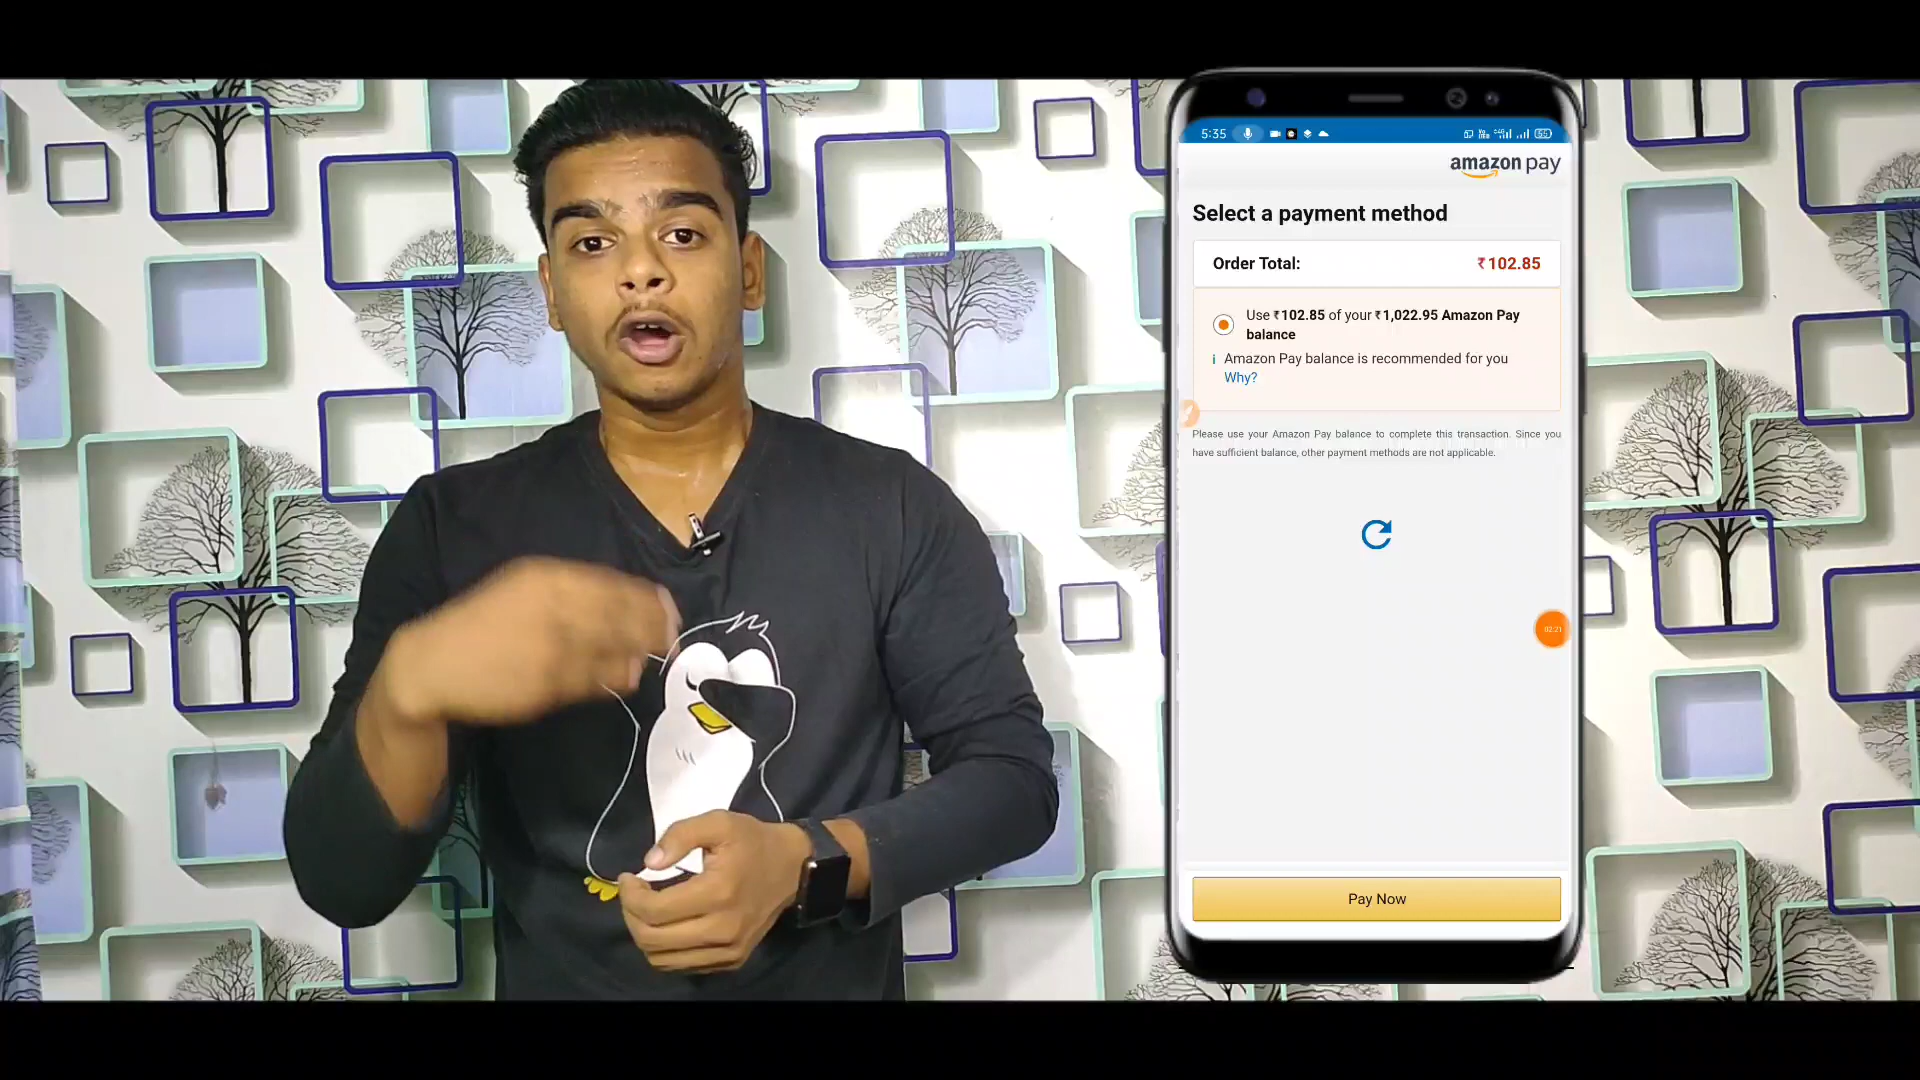 5:35
amazon pay
Select a payment method
Order Total: ₹102.85
Use ₹102.85 of your ₹1,022.95 Amazon Pay
balance
i Amazon Pay balance is recommended for you
Why?
Please use your Amazon Pay balance to complete this transaction. Since you
have sufficient balance, other payment methods are not applicable.
02:21
Pay Now